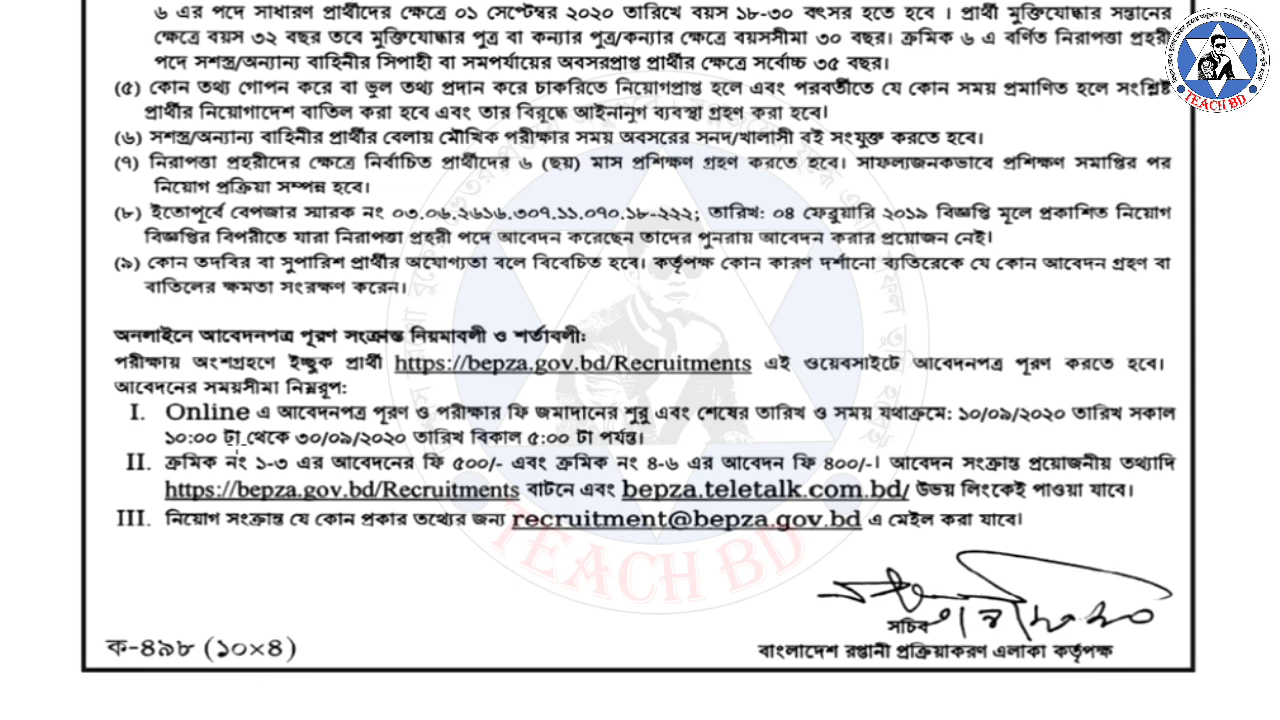 ৬ এর পদে সাধারণ প্রার্থীদের ক্ষেত্রে ০১ সেপ্টেম্বর ২০২০ তারিখে বয়স ১৮-৩০ বৎসর হতে হবে । প্রার্থী মুক্তিযোদ্ধার সন্তানের
ক্ষেত্রে বয়স ৩২ বছর তবে মুক্তিযোদ্ধার পুত্র বা কন্যার পুত্র/কন্যার ক্ষেত্রে বয়সসীমা ৩০ বছর। ক্রমিক ৬ এ বর্ণিত নিরাপত্তা প্রহরী
পদে সশস্ত্র/অন্যান্য বাহিনীর সিপাহী বা সমপর্যায়ের অবসরপ্রাপ্ত প্রার্থীর ক্ষেত্রে সর্বোচ্চ ৩৫ বছর।
(৫) কোন তথ্য গোপন করে বা ভুল তথ্য প্রদান করে চাকরিতে নিয়োগপ্রাপ্ত হলে এবং পরবর্তীতে যে কোন সময় প্রমাণিত হলে সংশ্লিষ্ট
প্রার্থীর নিয়োগাদেশ বাতিল করা হবে এবং তার বিরুদ্ধে আইনানুগ ব্যবস্থা গ্রহণ করা হবে।
(৬) সশস্ত্র/অন্যান্য বাহিনীর প্রার্থীর বেলায় মৌখিক পরীক্ষার সময় অবসরের সনদ/খালাসী বই সংযুক্ত করতে হবে।
(৭) নিরাপত্তা প্রহরীদের ক্ষেত্রে নির্বাচিত প্রার্থীদের ৬ (ছয়) মাস প্রশিক্ষণ গ্রহণ করতে হবে। সাফল্যজনকভাবে প্রশিক্ষণ সমাপ্তির পর
নিয়োগ প্রক্রিয়া সম্পন্ন হবে।
(৮) ইতোপূর্বে বেপজার স্মারক নং ০৩.০৬.২৬১৬.৩০৭.১১.০৭০.১৮-২২২; তারিখ: ০৪ ফেব্রুয়ারি ২০১৯ বিজ্ঞপ্তি মূলে প্রকাশিত নিয়োগ
বিজ্ঞপ্তির বিপরীতে যারা নিরাপত্তা প্রহরী পদে আবেদন করেছেন তাদের পুনরায় আবেদন করার প্রয়োজন নেই।
(৯) কোন তদবির বা সুপারিশ প্রার্থীর অযোগ্যতা বলে বিবেচিত হবে। কর্তৃপক্ষ কোন কারণ দর্শানো ব্যতিরেকে যে কোন আবেদন গ্রহণ বা
বাতিলের ক্ষমতা সংরক্ষণ করেন।
অনলাইনে আবেদনপত্র পূরণ সংক্রান্ত নিয়মাবলী ও শর্তাবলী:
পরীক্ষায় অংশগ্রহণে ইচ্ছুক প্রার্থী https://bepza.gov.bd/Recruitments এই ওয়েবসাইটে আবেদনপত্র পূরণ করতে হবে।
আবেদনের সময়সীমা নিম্নরূপ:
I. Online এ আবেদনপত্র পূরণ ও পরীক্ষার ফি জমাদানের শুরু এবং শেষের তারিখ ও সময় যথাক্রমে: ১০/০৯/২০২০ তারিখ সকাল
১০:০০ টা থেকে ৩০/০৯/২০২০ তারিখ বিকাল ৫:০০ টা পর্যন্ত।
II. ক্রমিক নং ১-৩ এর আবেদনের ফি ৫০০/- এবং ক্রমিক নং ৪-৬ এর আবেদন ফি ৪০০/-। আবেদন সংক্রান্ত প্রয়োজনীয় তথ্যাদি
https://bepza.gov.bd/Recruitments বাটনে এবং bepza.teletalk.com.bd/ উভয় লিংকেই পাওয়া যাবে।
III. নিয়োগ সংক্রান্ত যে কোন প্রকার তথ্যের জন্য recruitment@bepza.gov.bd এ মেইল করা যাবে।
সচিব
বাংলাদেশ রপ্তানী প্রক্রিয়াকরণ এলাকা কর্তৃপক্ষ
ক-৪৯৮ (১০×৪)
TEACH BD
TEACH BD